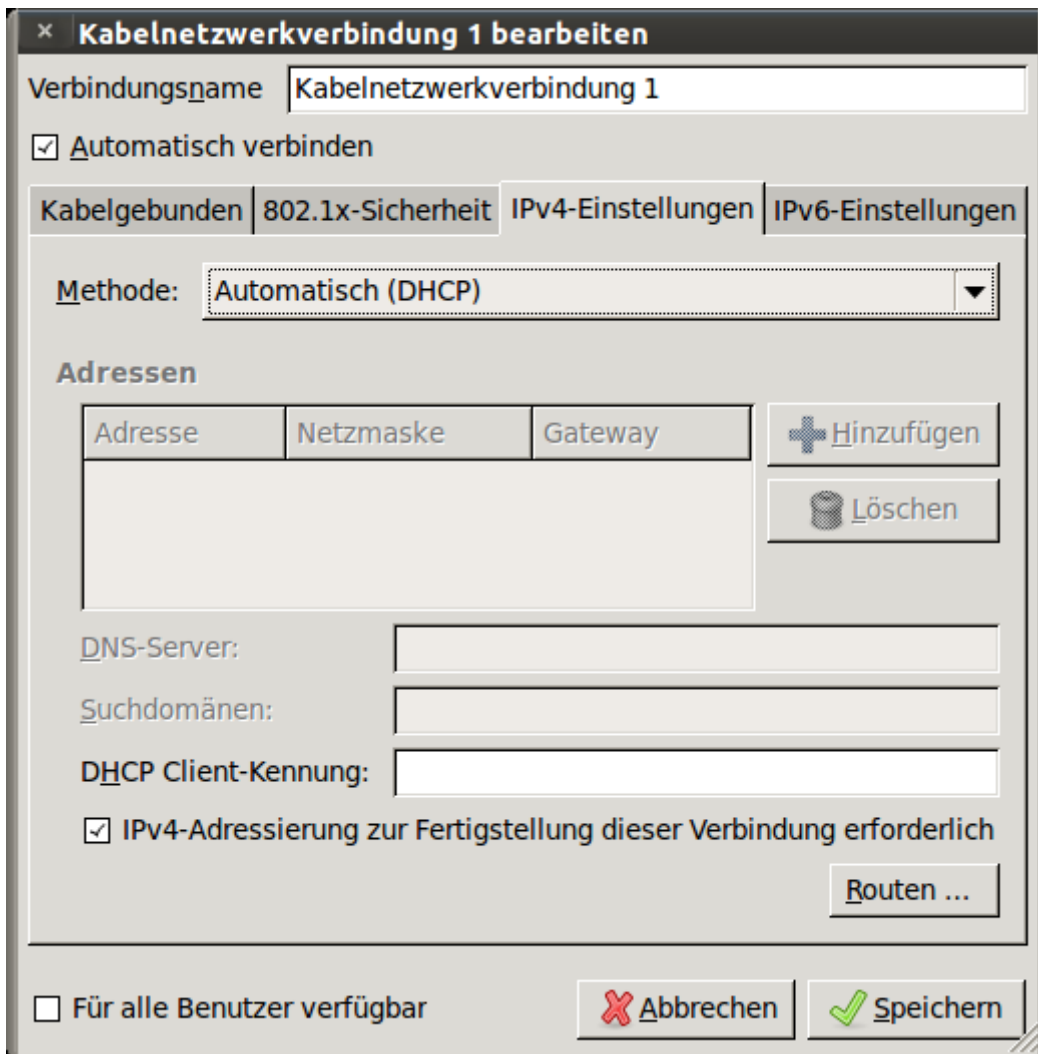 Kabelnetzwerkverbindung 1 bearbeiten
Verbindungsname Kabelnetzwerkverbindung 1
Automatisch verbinden
Kabelgebunden 802.1x-Sicherheit IPv4-Einstellungen IPv6-Einstellungen
Methode: Automatisch (DHCP)
Adressen
Adresse Netzmaske Gateway Hinzufügen
Löschen
DNS-Server:
Suchdomänen:
DHCP Client-Kennung:
IPv4-Adressierung zur Fertigstellung dieser Verbindung erforderlich
Routen ...
Für alle Benutzer verfügbar Abbrechen Speichern